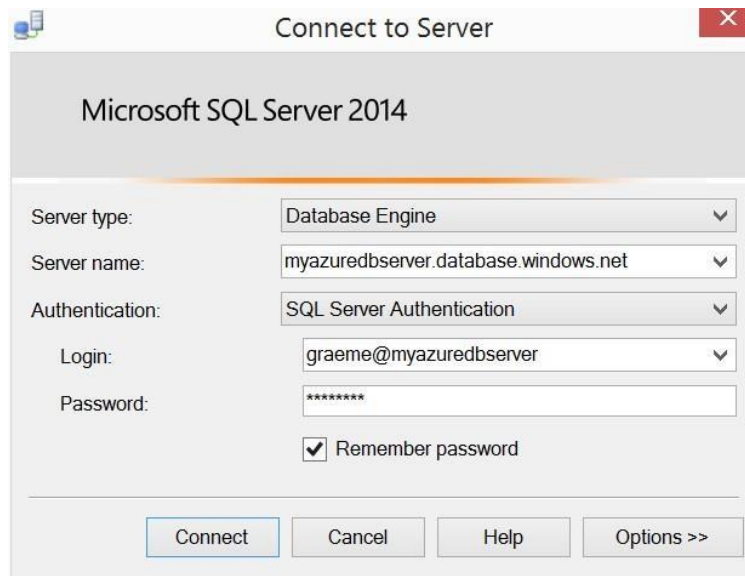 Connect to Server
Microsoft SQL Server 2014
Server type: Database Engine
Server name: myazuredbserver.database.windows.net
Authentication: SQL Server Authentication
Login: graeme@myazuredbserver
Password: ********
Remember password
Connect Cancel Help Options >>